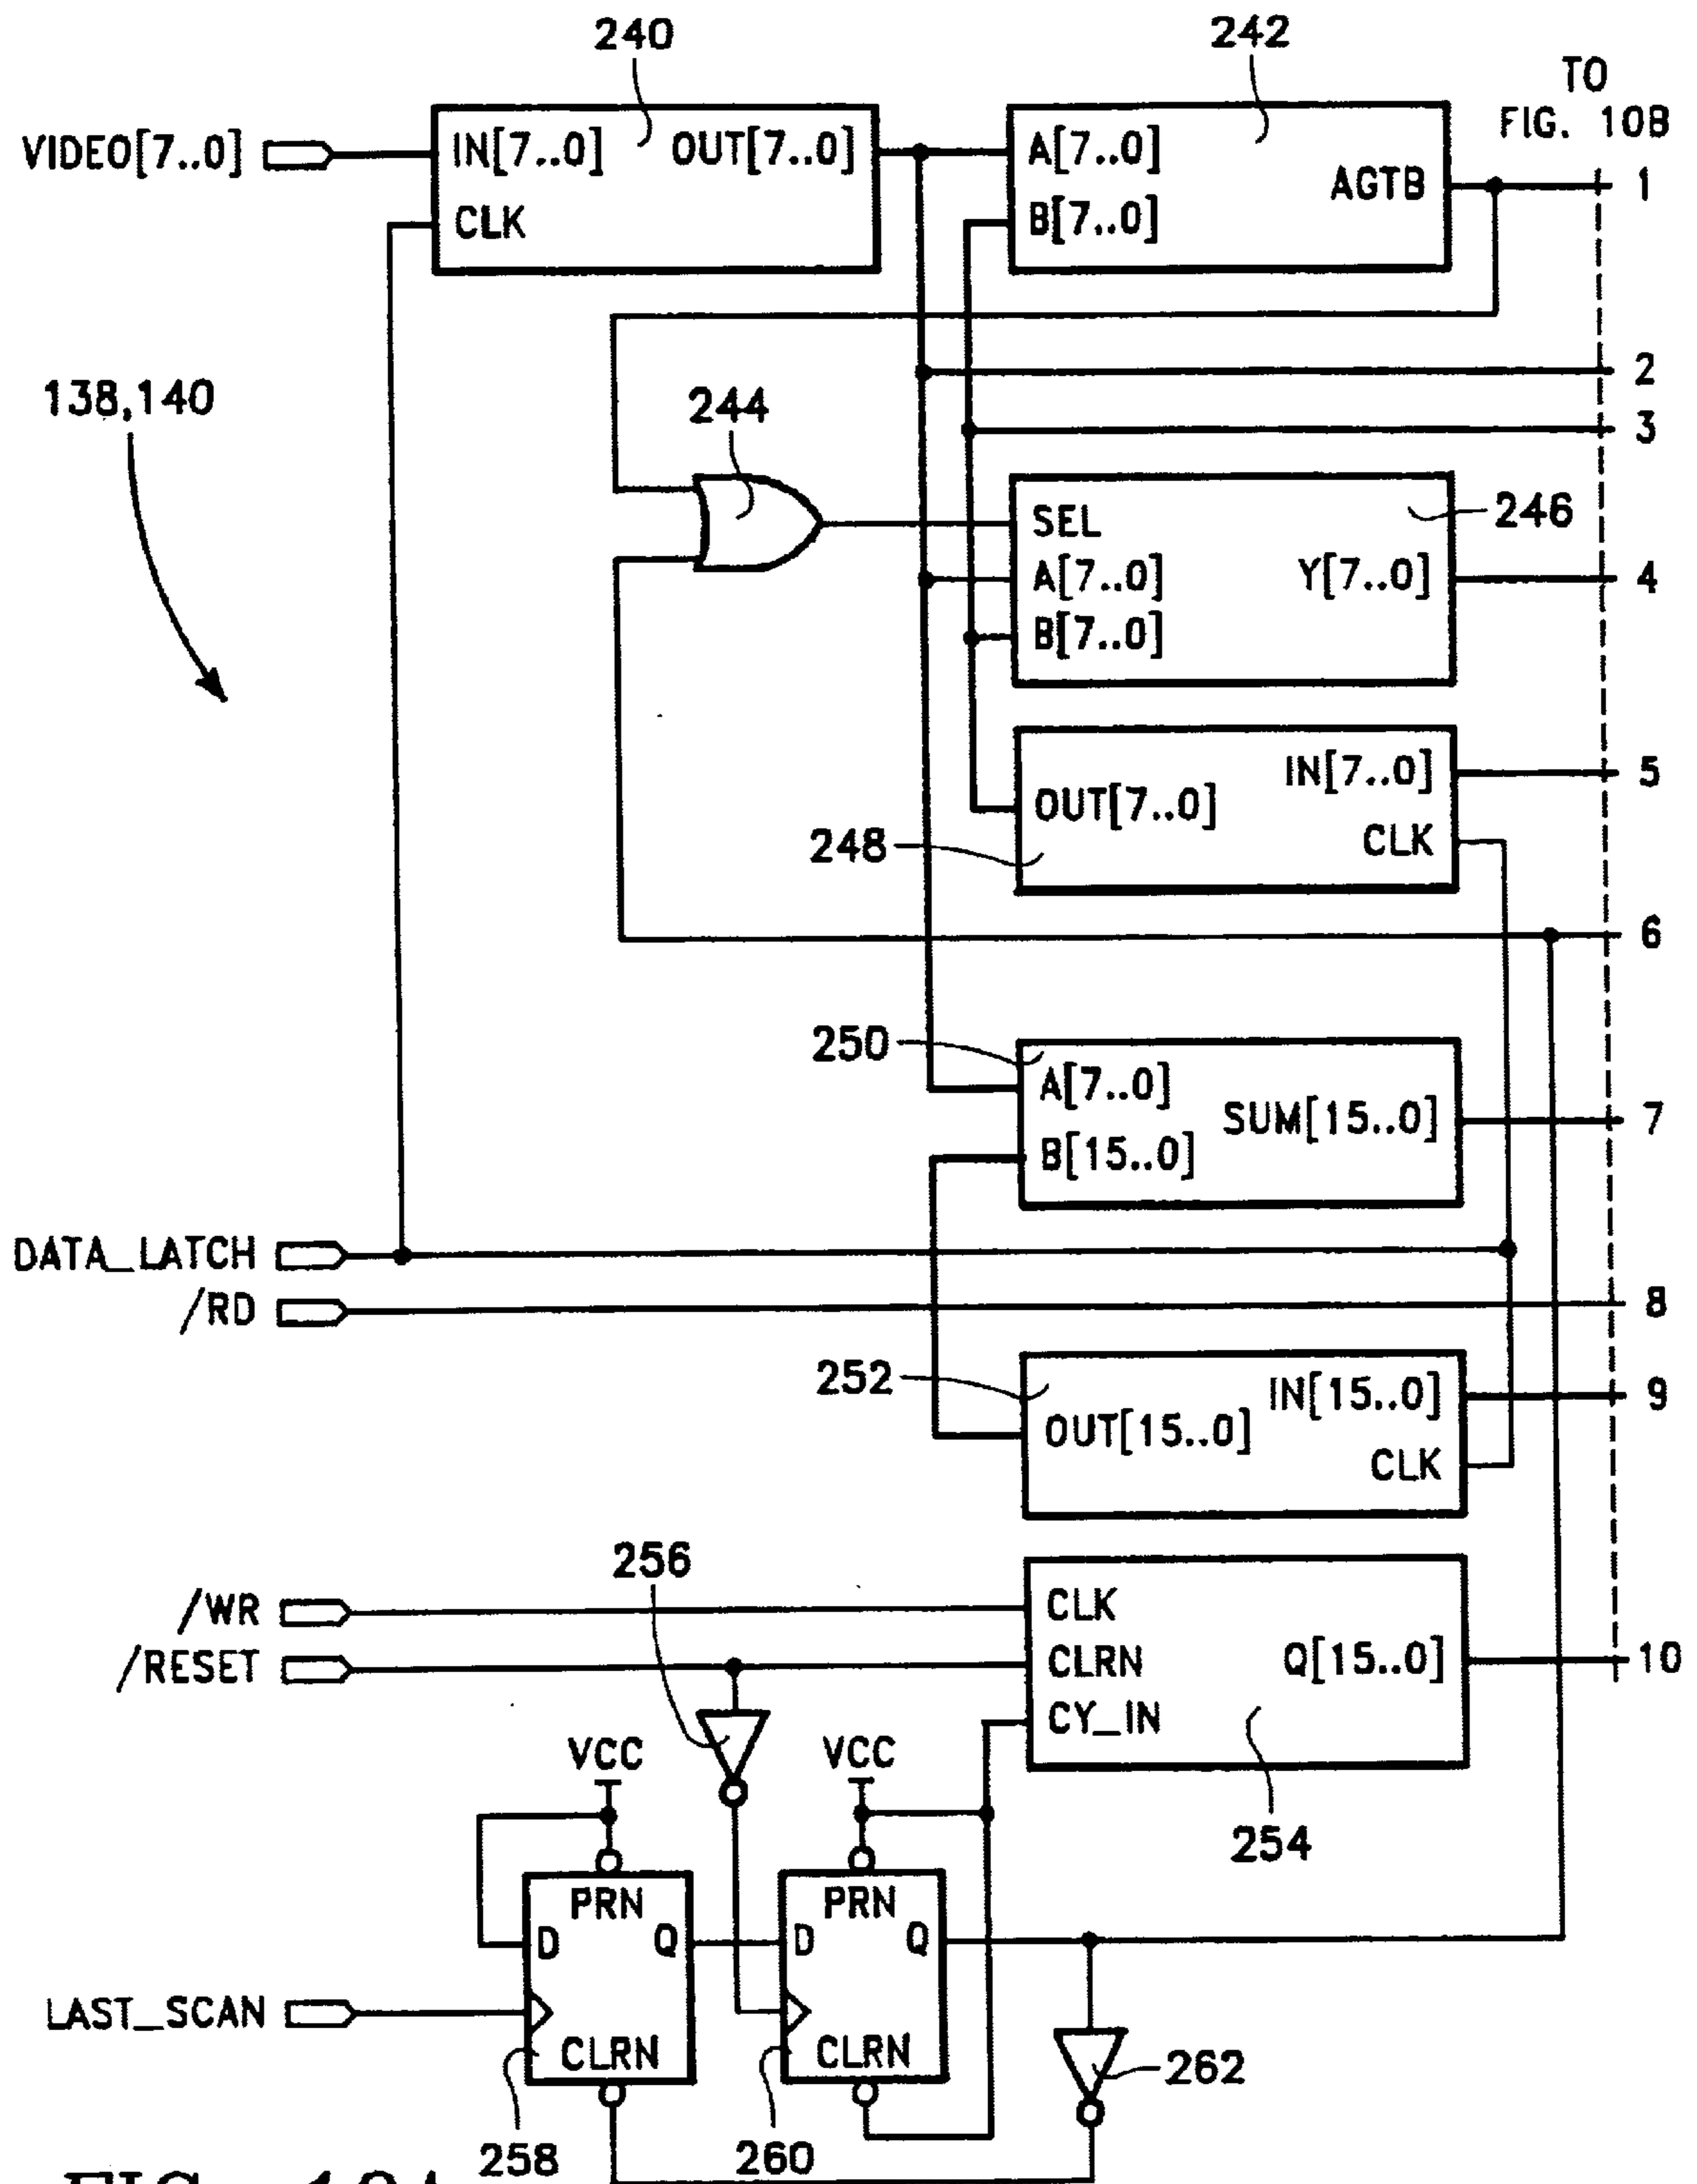 240
242
TO
FIG. 10B
VIDEO[7..0]
IN[7..0]
OUT[7..0]
CLK
A[7..0]
B[7..0]
AGTB
1
2
3
138,140
244
SEL
A[7..0]
B[7..0]
Y[7..0]
246
4
IN[7..0]
OUT[7..0]
CLK
248
5
6
250
A[7..0]
B[15..0]
SUM[15..0]
7
DATA_LATCH
/RD
8
252
IN[15..0]
OUT[15..0]
CLK
9
256
/WR
/RESET
CLK
CLRN
CY_IN
Q[15..0]
10
254
VCC
VCC
PRN
D
Q
CLRN
PRN
D
Q
CLRN
LAST_SCAN
262
258
260
FIG. 10A